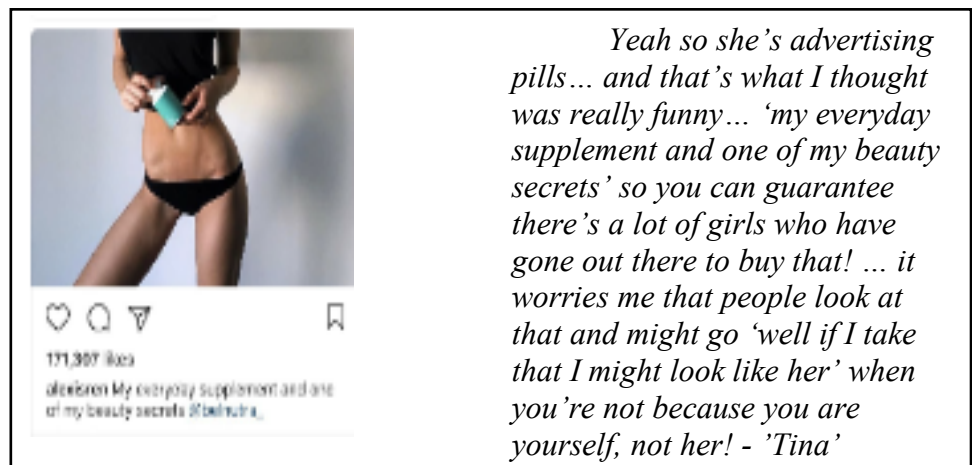 171,397 likes
alexisren My everyday supplement and one
of my beauty secrets @belnutra_
Yeah so she’s advertising
pills… and that’s what I thought
was really funny… ‘my everyday
supplement and one of my beauty
secrets’ so you can guarantee
there’s a lot of girls who have
gone out there to buy that! … it
worries me that people look at
that and might go ‘well if I take
that I might look like her’ when
you’re not because you are
yourself, not her! - ’Tina’